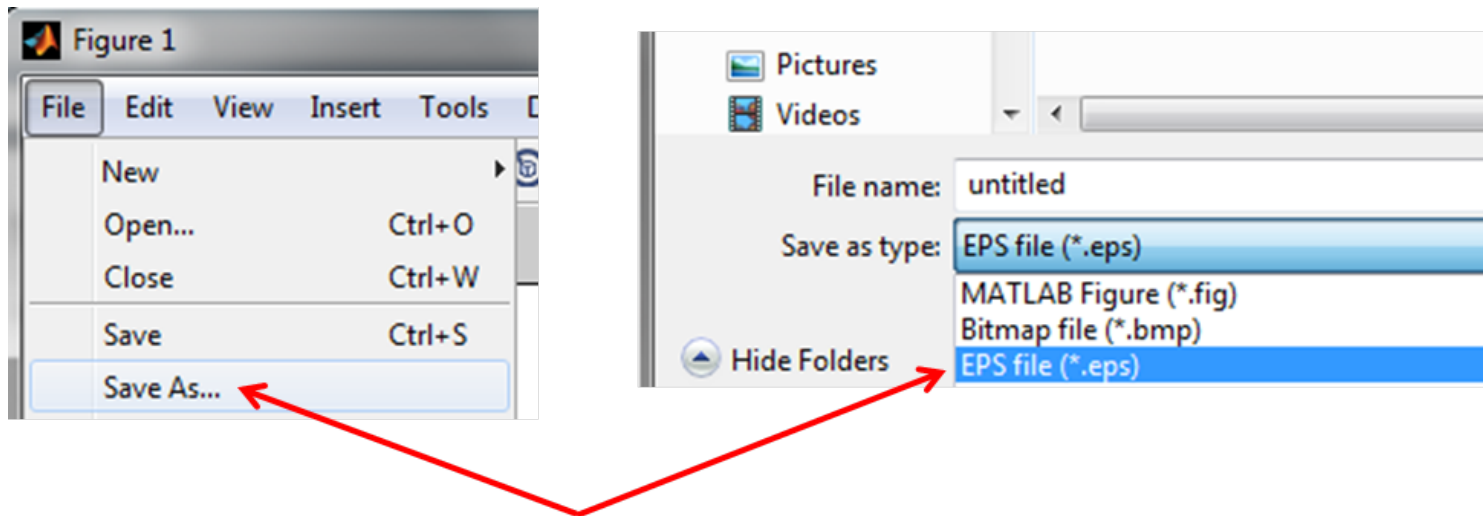 Figure 1
File Edit View Insert Tools
New
Open... Ctrl+O
Close Ctrl+W
Save Ctrl+S
Save As...
Pictures
Videos
File name: untitled
Save as type: EPS file (*.eps)
MATLAB Figure (*.fig)
Bitmap file (*.bmp)
Hide Folders EPS file (*.eps)